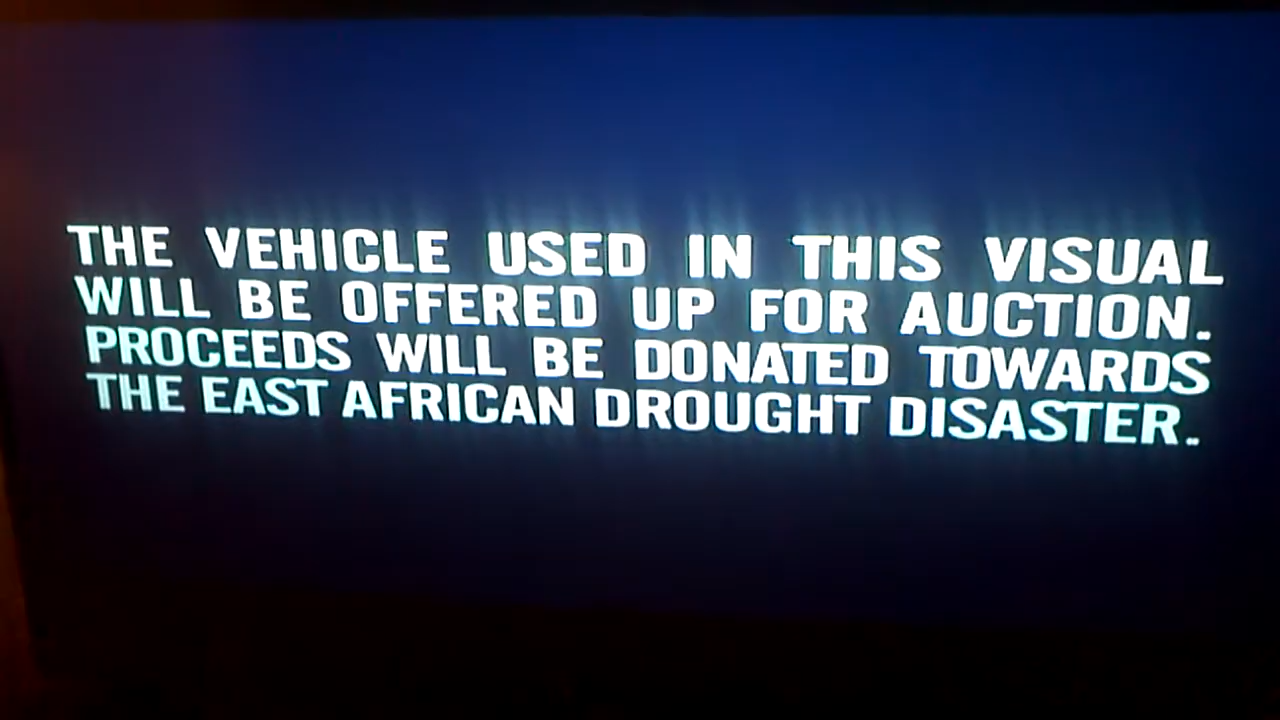 THE VEHICLE USED IN THIS VISUAL
WILL BE OFFERED UP FOR AUCTION.
PROCEEDS WILL BE DONATED TOWARDS
THE EAST AFRICAN DROUGHT DISASTER.